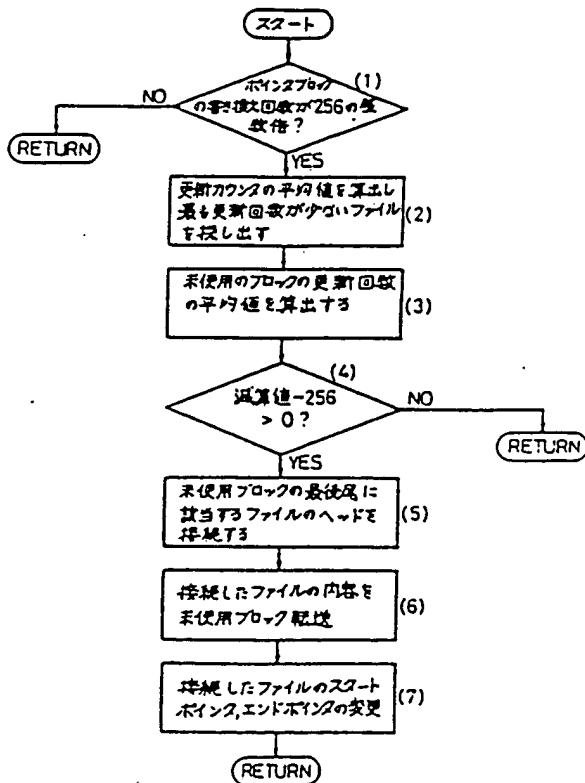 スタート
(1)
ポインタブロック
の書き換え回数が256の整
数倍?
NO
RETURN
YES
更新カウンタの平均値を算出し
最も更新回数が少ないファイル
を探し出す
(2)
未使用のブロックの更新回数
の平均値を算出する
(3)
(4)
減算値-256
> 0 ?
NO
RETURN
YES
未使用ブロックの最後尾に
該当するファイルのヘッドを
接続する
(5)
接続したファイルの内容を
未使用ブロック転送
(6)
接続したファイルのスタート
ポインタ,エンドポインタの変更
(7)
RETURN